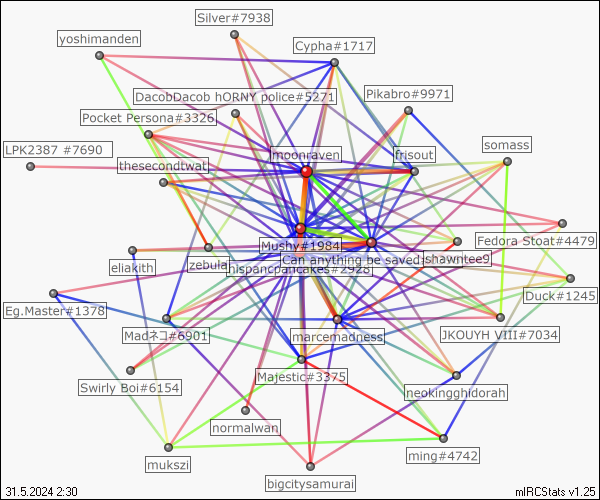 Silver#7938
yoshimanden
Cypha#1717
DacobDacob hORNY police#5271
Pikabro#9971
Pocket Persona#3326
LPK2387 #7690
moonraven
frisout
somass
thesecondtwat
Mushy#1984
Fedora Stoat#4479
eliakith
zebula
Can anything be saved
shawntee9
hispancpancakes#2928
Duck#1245
Eg.Master#1378
Madネコ#6901
marcemadness
JKOUYH VIII#7034
Swirly Boi#6154
Majestic#3375
neokingghidorah
normalwan
mukszi
ming#4742
bigcitysamurai
31.5.2024 2:30
mIRCStats v1.25